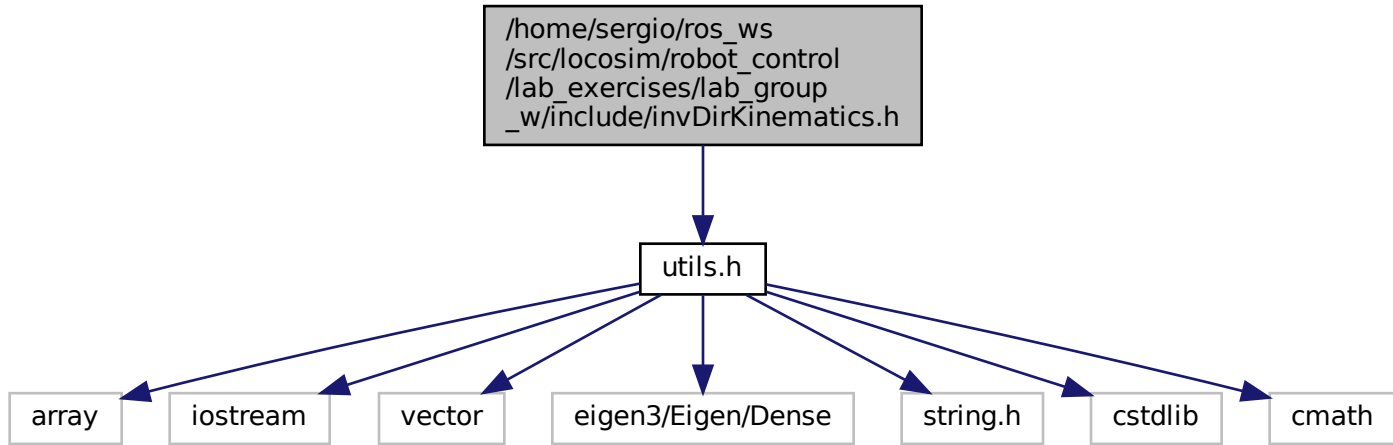 /home/sergio/ros_ws
/src/locosim/robot_control
/lab_exercises/lab_group
_w/include/invDirKinematics.h
utils.h
array
iostream
vector
eigen3/Eigen/Dense
string.h
cstdlib
cmath